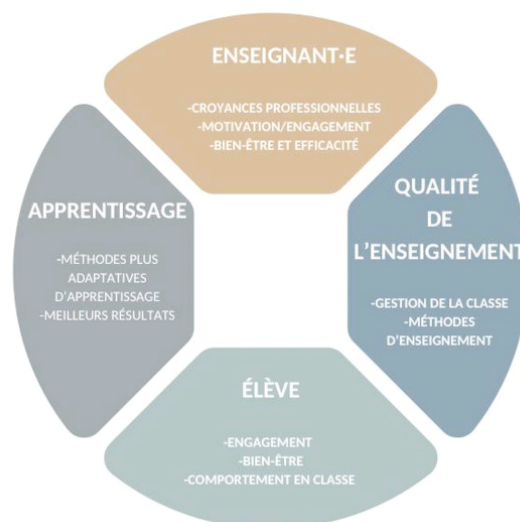 ENSEIGNANT·E
-CROYANCES PROFESSIONNELLES
-MOTIVATION/ENGAGEMENT
-BIEN-ÊTRE ET EFFICACITÉ
QUALITÉ
DE
L'ENSEIGNEMENT
-GESTION DE LA CLASSE
-MÉTHODES
D'ENSEIGNEMENT
ÉLÈVE
-ENGAGEMENT
-BIEN-ÊTRE
-COMPORTEMENT EN CLASSE
APPRENTISSAGE
-MÉTHODES PLUS
ADAPTATIVES
D'APPRENTISSAGE
-MEILLEURS RÉSULTATS